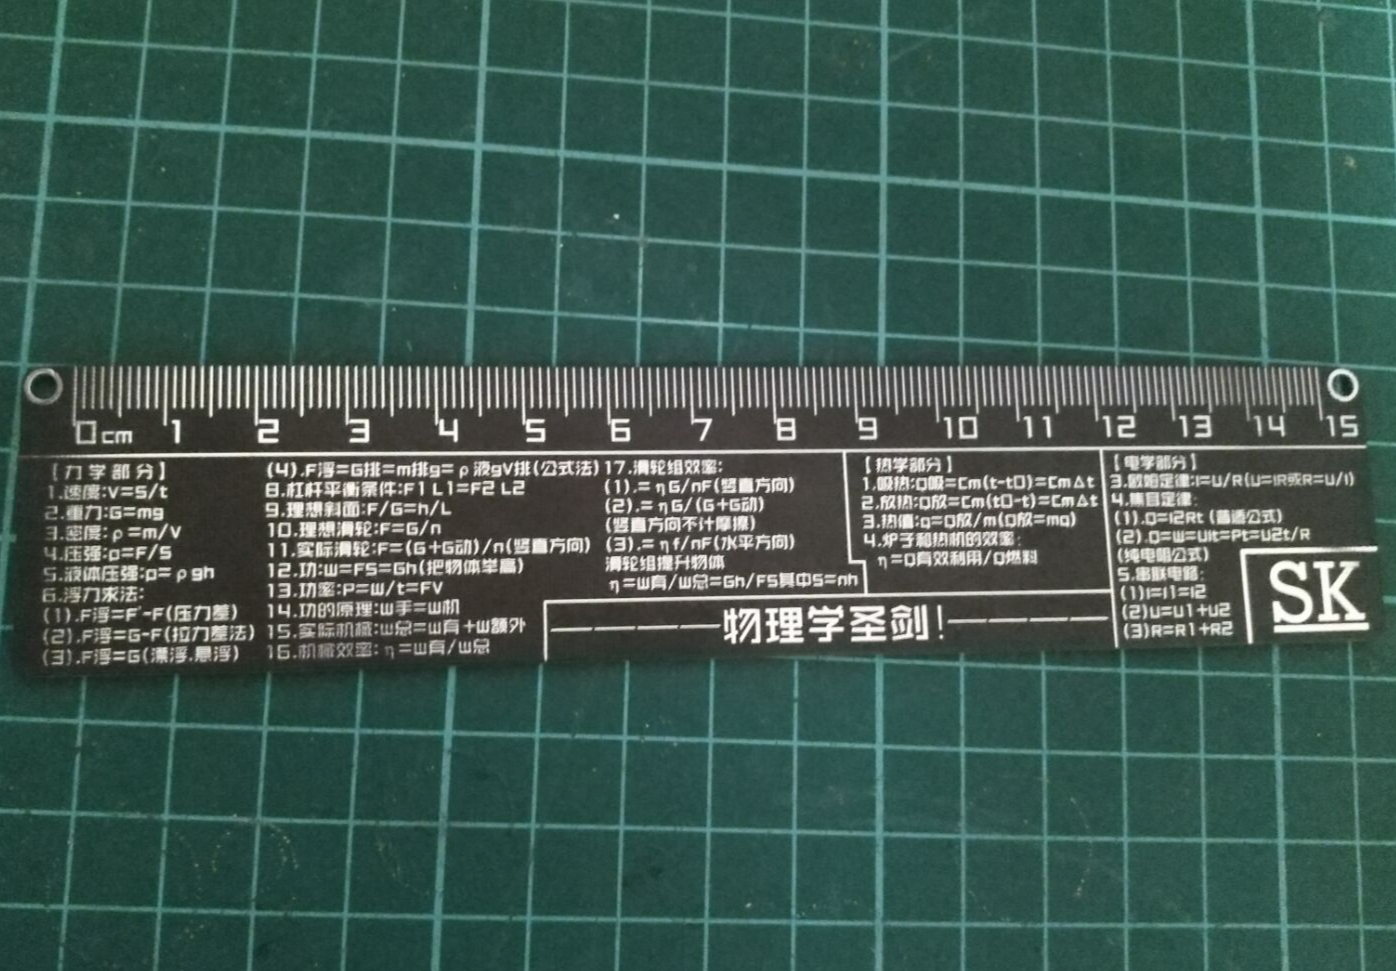 0cm 1 2 3 4 5 6 7 8 9 10 11 12 13 14 15
【力学部分】
1.速度:V=S/t
2.重力:G=mg
3.密度:ρ=m/V
4.压强:p=F/S
5.液体压强:p=ρgh
6.浮力求法:
(1).F浮=F'-F(压力差)
(2).F浮=G-F(拉力差法)
(3).F浮=G(漂浮.悬浮)
(4).F浮=G排=m排g=ρ液gV排(公式法)
8.杠杆平衡条件:F1 L1=F2 L2
9.理想斜面:F/G=h/L
10.理想滑轮:F=G/n
11.实际滑轮:F=(G+G动)/n(竖直方向)
12.功:W=FS=Gh(把物体举高)
13.功率:P=W/t=FV
14.功的原理:W手=W机
15.实际机械:W总=W有+W额外
16.机械效率:η=W有/W总
17.滑轮组效率:
(1).=ηG/nF(竖直方向)
(2).=ηG/(G+G动)
(竖直方向不计摩擦)
(3).=ηf/nF(水平方向)
滑轮组提升物体
η=W有/W总=Gh/FS其中S=nh
【热学部分】
1.吸热:Q吸=Cm(t-t0)=CmΔt
2.放热:Q放=Cm(t0-t)=CmΔt
3.热值:q=Q放/m(Q放=mq)
4.炉子和热机的效率:
η=Q有效利用/Q燃料
【电学部分】
3.欧姆定律:I=U/R(U=IR或R=U/I)
4.焦耳定律:
(1).Q=I2Rt(普适公式)
(2).Q=W=UIt=Pt=U2t/R
(纯电阻公式)
5.串联电路:
(1)I=I1=I2
(2)U=U1+U2
(3)R=R1+R2
————物理学圣剑!————
SK